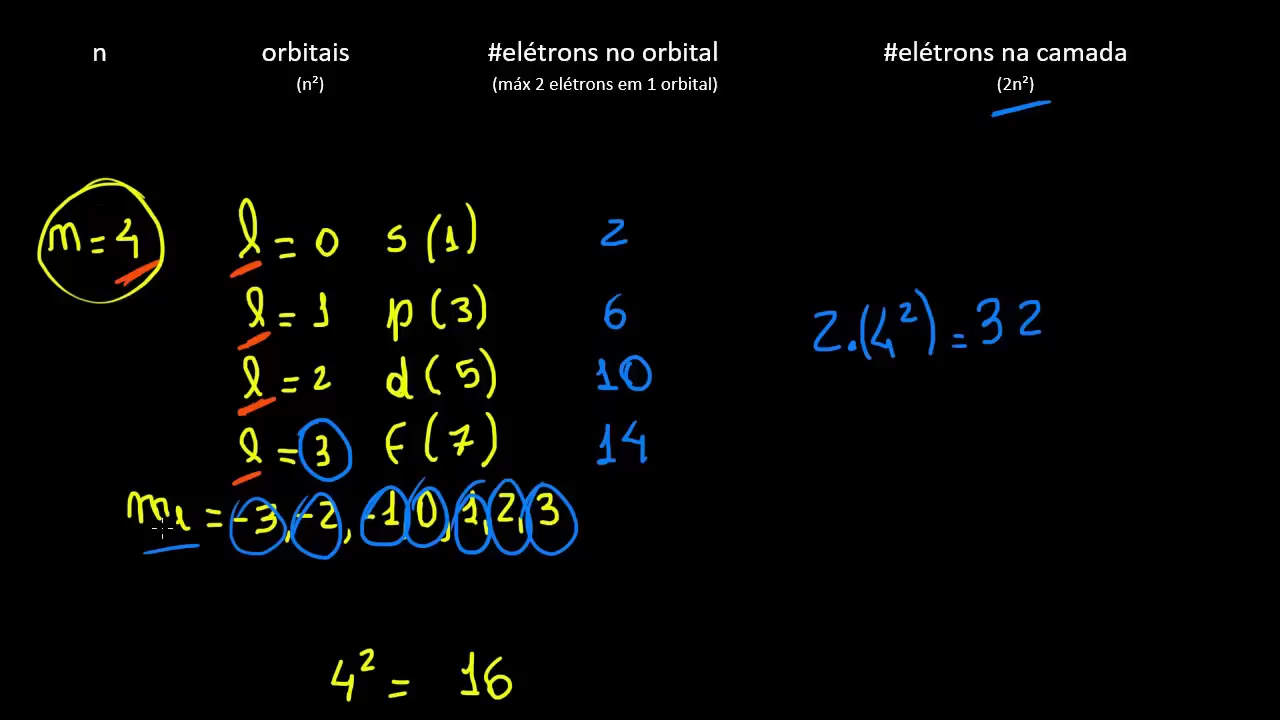 n orbitais #elétrons no orbital #elétrons na camada
(n²) (máx 2 elétrons em 1 orbital) (2n²)
n = 4 l = 0 s (1) 2
l = 1 p (3) 6 2.(4²) = 32
l = 2 d (5) 10
l = 3 f (7) 14
mₗ = -3, -2, -1, 0, 1, 2, 3
4² = 16